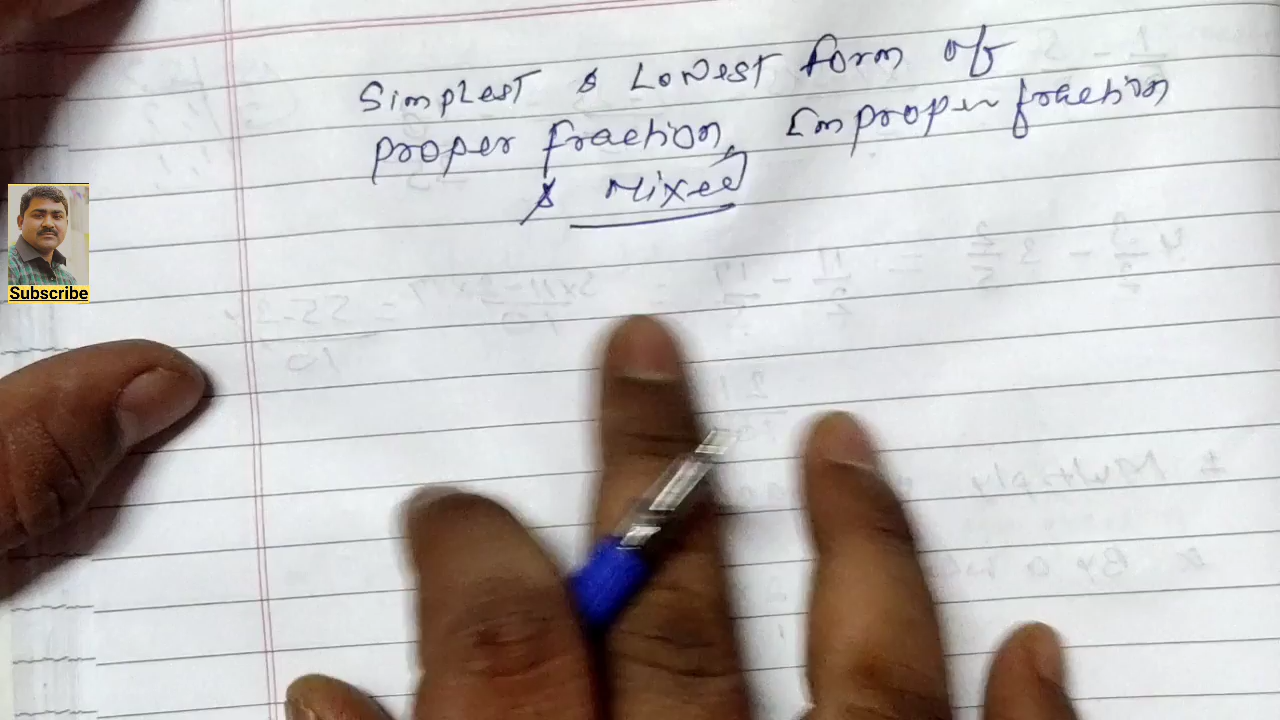 Simplest & Lowest form of
proper fraction, Improper fraction
& Mixed
Subscribe